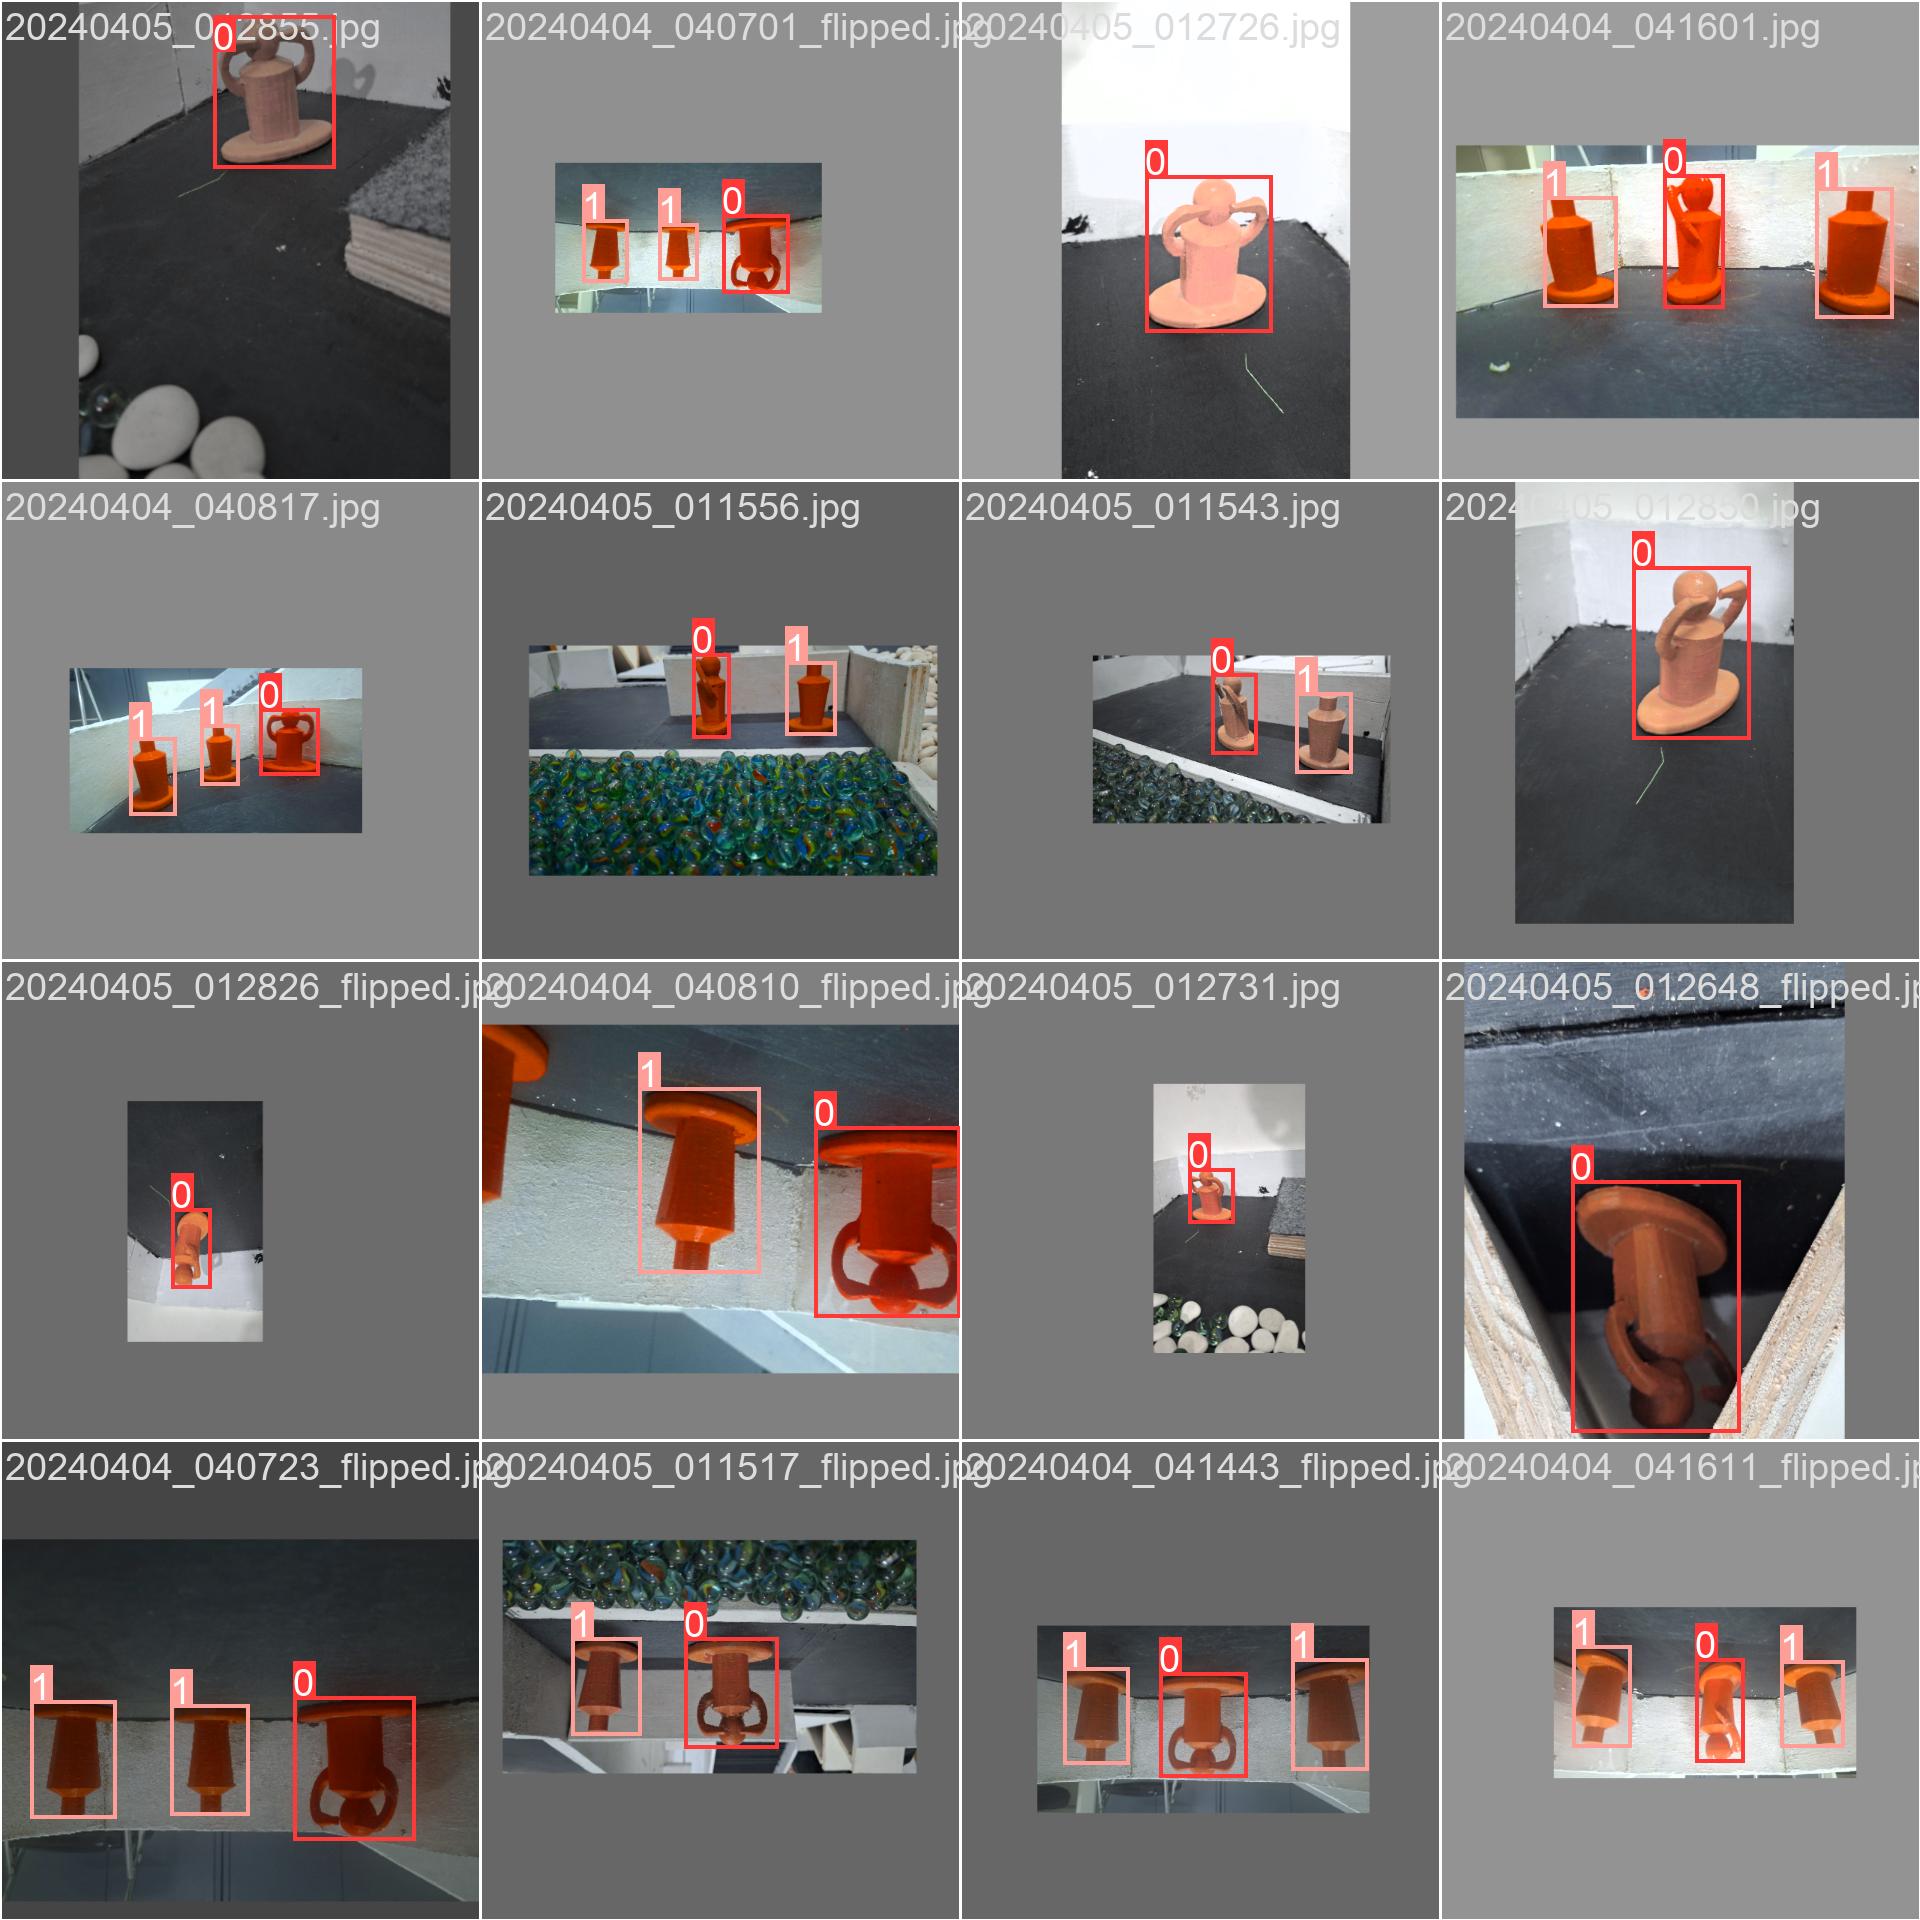 20240405_012855.jpg
0
20240404_040701_flipped.jpg
1
1
0
20240405_012726.jpg
0
20240404_041601.jpg
1
0
1
20240404_040817.jpg
1
1
0
20240405_011556.jpg
0
1
20240405_011543.jpg
0
1
20240405_012850.jpg
0
20240405_012826_flipped.jpg
0
20240404_040810_flipped.jpg
1
0
20240405_012731.jpg
0
20240405_012648_flipped.jp
0
20240404_040723_flipped.jpg
1
1
0
20240405_011517_flipped.jpg
1
0
20240404_041443_flipped.jpg
1
0
1
20240404_041611_flipped.jp
1
0
1